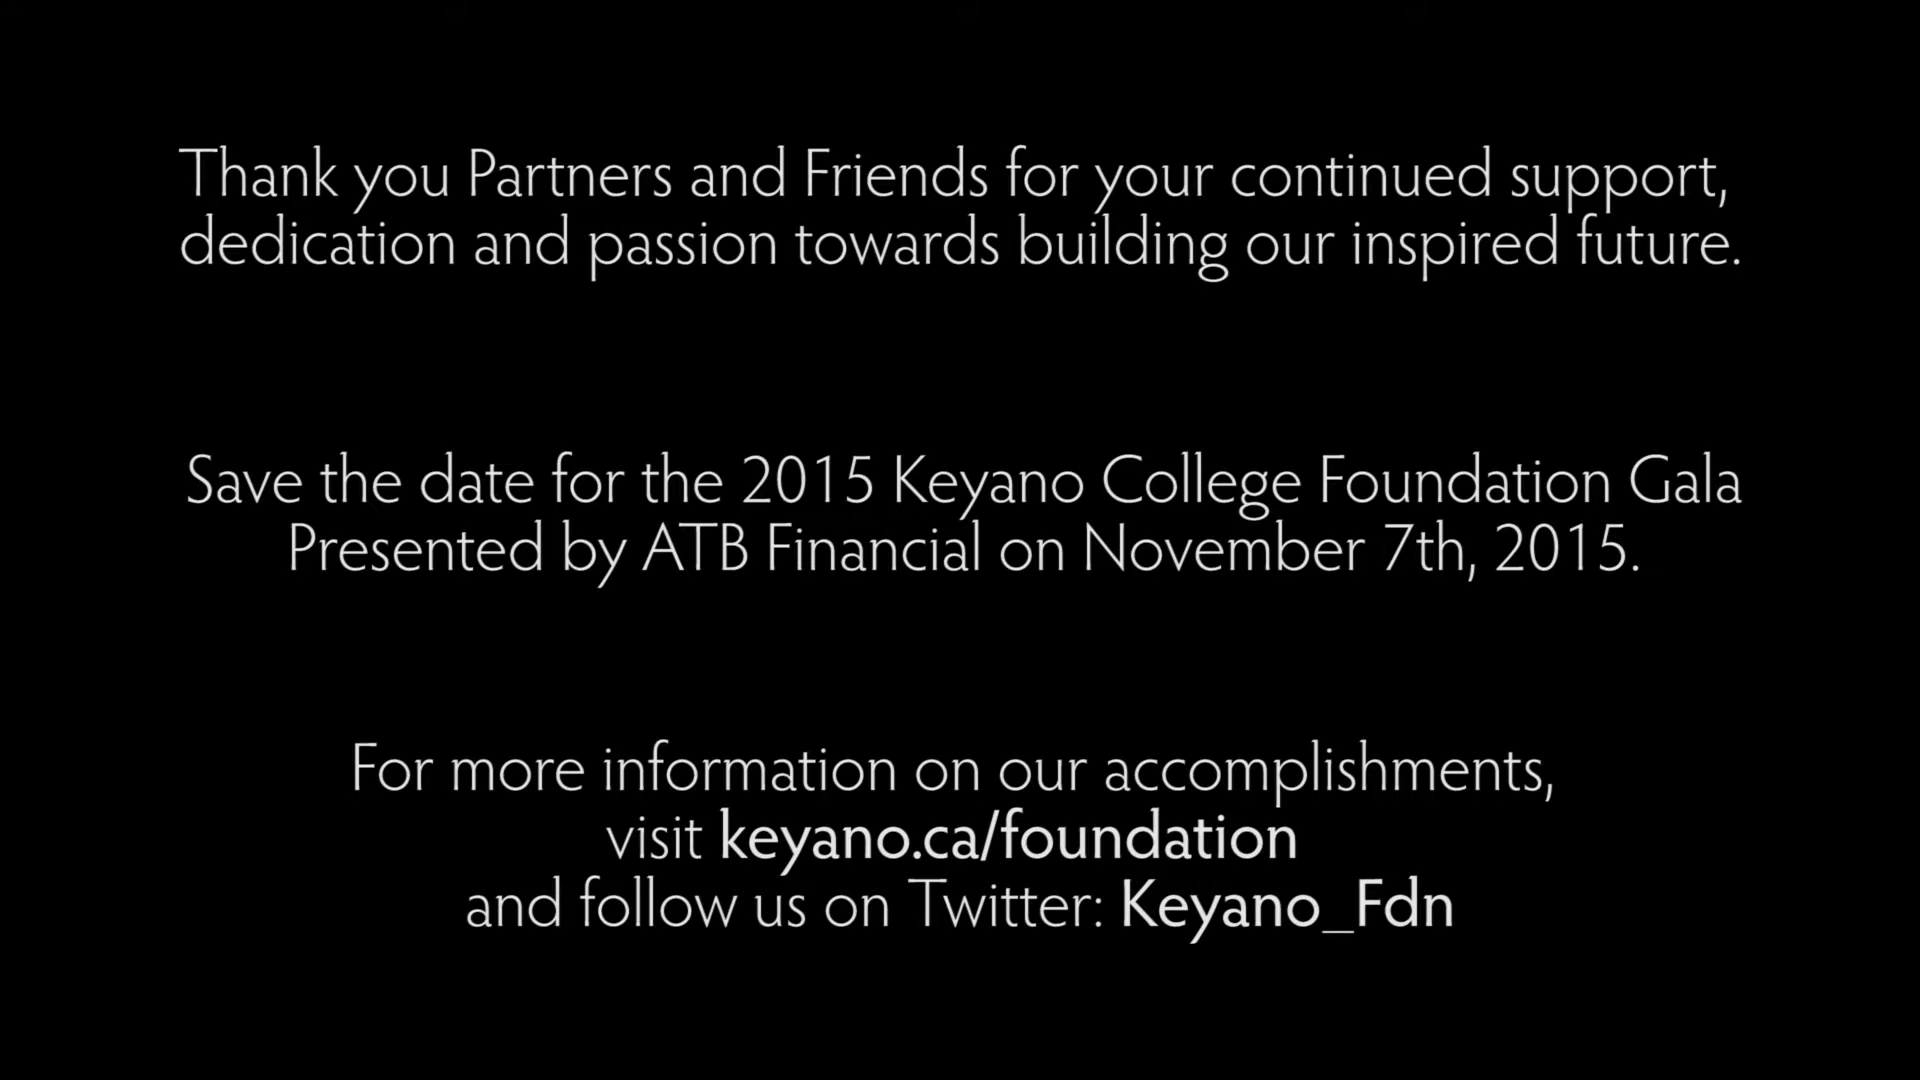 Thank you Partners and Friends for your continued support,
dedication and passion towards building our inspired future.
Save the date for the 2015 Keyano College Foundation Gala
Presented by ATB Financial on November 7th, 2015.
For more information on our accomplishments,
visit keyano.ca/foundation
and follow us on Twitter: Keyano_Fdn